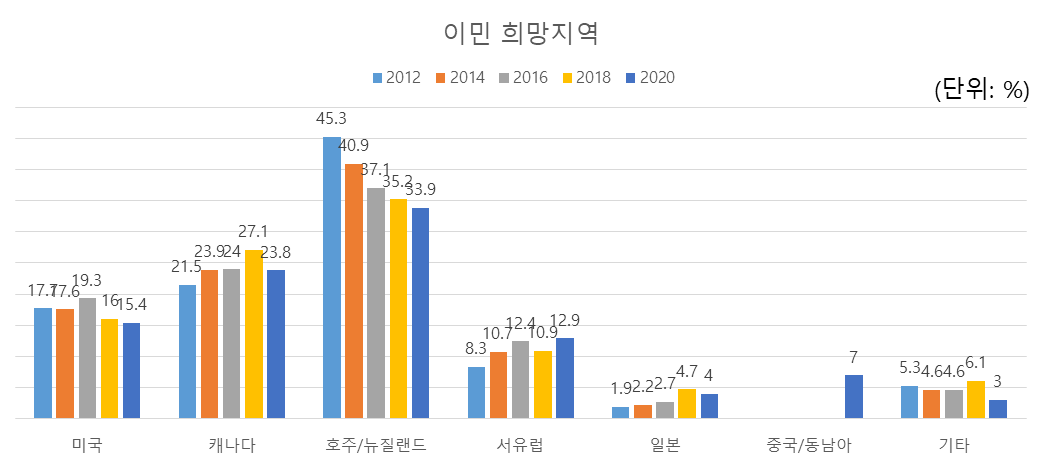 이민 희망지역
2012 2014 2016 2018 2020
(단위: %)
17.7 17.6 19.3 16 15.4
21.5 23.9 24 27.1 23.8
45.3 40.9 37.1 35.2 33.9
8.3 10.7 12.4 10.9 12.9
1.9 2.2 2.7 4.7 4
7
5.3 4.6 4.6 6.1 3
미국 캐나다 호주/뉴질랜드 서유럽 일본 중국/동남아 기타